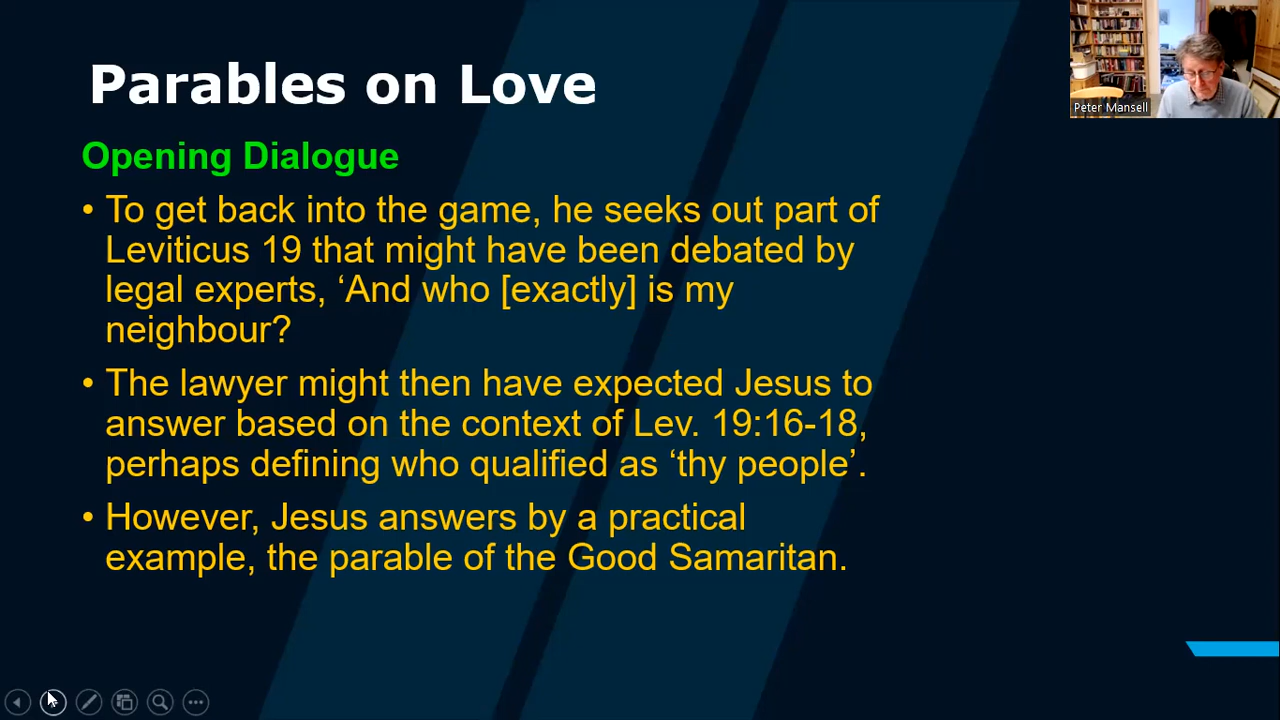 Parables on Love
Peter Mansell
Opening Dialogue
• To get back into the game, he seeks out part of
Leviticus 19 that might have been debated by
legal experts, ‘And who [exactly] is my
neighbour?
• The lawyer might then have expected Jesus to
answer based on the context of Lev. 19:16-18,
perhaps defining who qualified as ‘thy people’.
• However, Jesus answers by a practical
example, the parable of the Good Samaritan.